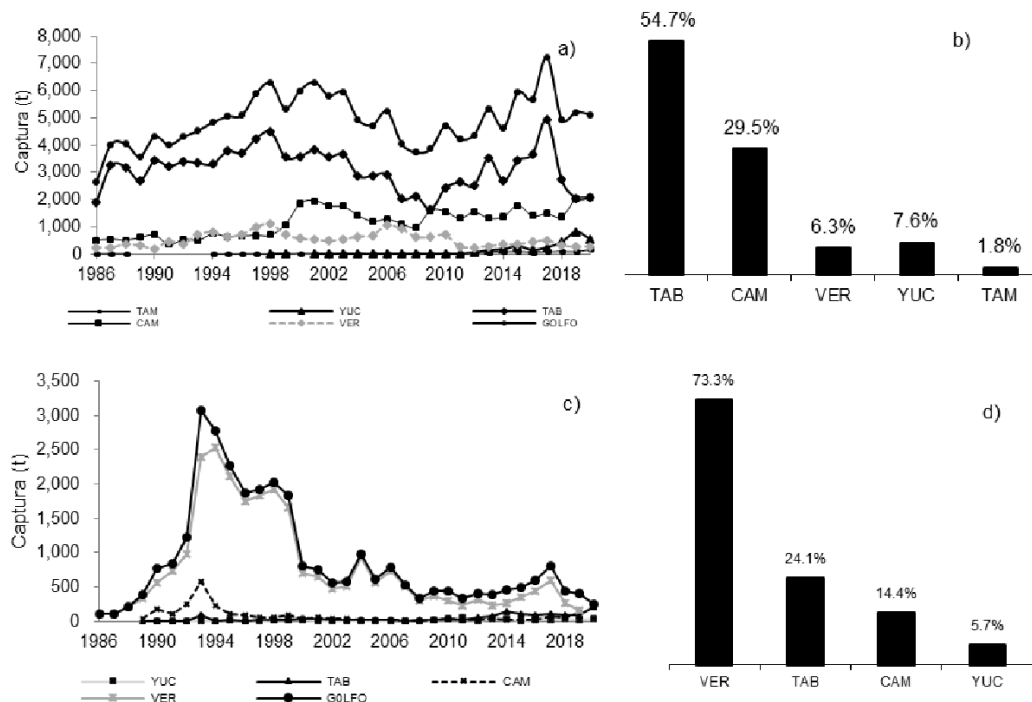 a)
Captura (t)
8,000
7,000
6,000
5,000
4,000
3,000
2,000
1,000
0
1986 1990 1994 1998 2002 2006 2010 2014 2018
TAM YUC TAB
CAM VER GOLFO
b)
54.7%
29.5%
6.3%
7.6%
1.8%
TAB CAM VER YUC TAM
c)
Captura (t)
3,500
3,000
2,500
2,000
1,500
1,000
500
0
1986 1990 1994 1998 2002 2006 2010 2014 2018
YUC TAB CAM
VER GOLFO
d)
73.3%
24.1%
14.4%
5.7%
VER TAB CAM YUC